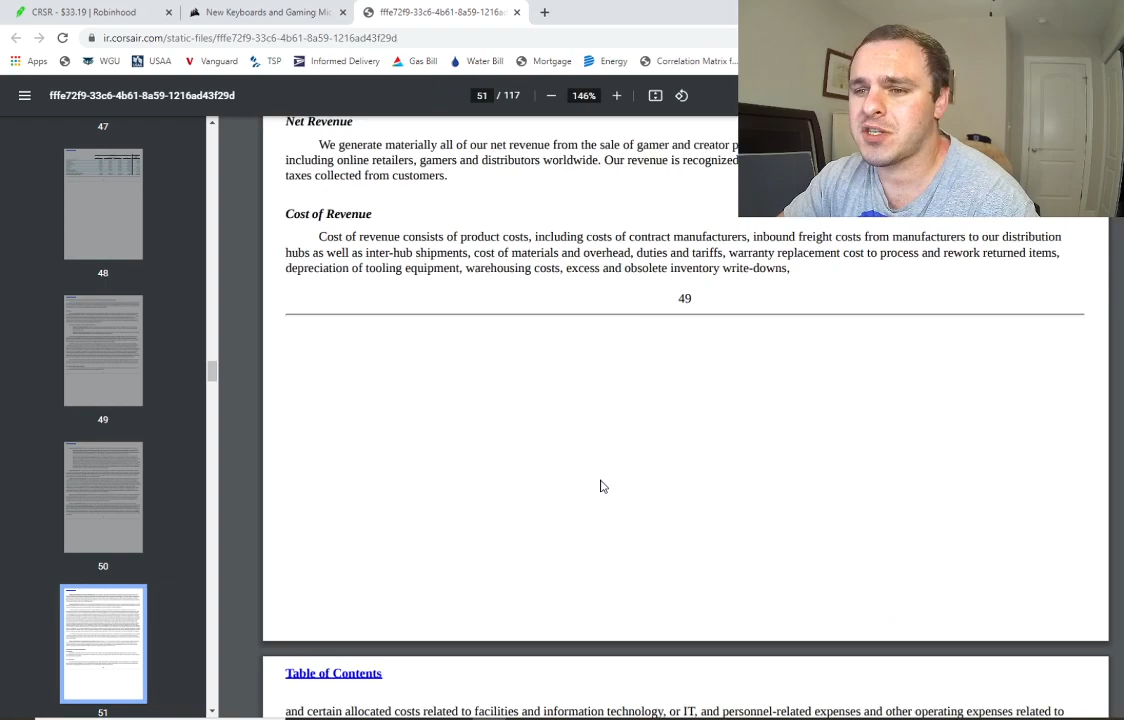 CRSR - $33.19 | Robinhood
New Keyboards and Gaming Mic
fffe72f9-33c6-4b61-8a59-1216ad
ir.corsair.com/static-files/fffe72f9-33c6-4b61-8a59-1216ad43f29d
Apps WGU USAA Vanguard TSP Informed Delivery Gas Bill Water Bill Mortgage Energy Correlation Matrix f...
fffe72f9-33c6-4b61-8a59-1216ad43f29d
51 / 117 — 146% +
47
48
49
50
51
Net Revenue
We generate materially all of our net revenue from the sale of gamer and creator p
including online retailers, gamers and distributors worldwide. Our revenue is recognized
taxes collected from customers.
Cost of Revenue
Cost of revenue consists of product costs, including costs of contract manufacturers, inbound freight costs from manufacturers to our distribution
hubs as well as inter-hub shipments, cost of materials and overhead, duties and tariffs, warranty replacement cost to process and rework returned items,
depreciation of tooling equipment, warehousing costs, excess and obsolete inventory write-downs,
49
Table of Contents
and certain allocated costs related to facilities and information technology, or IT, and personnel-related expenses and other operating expenses related to